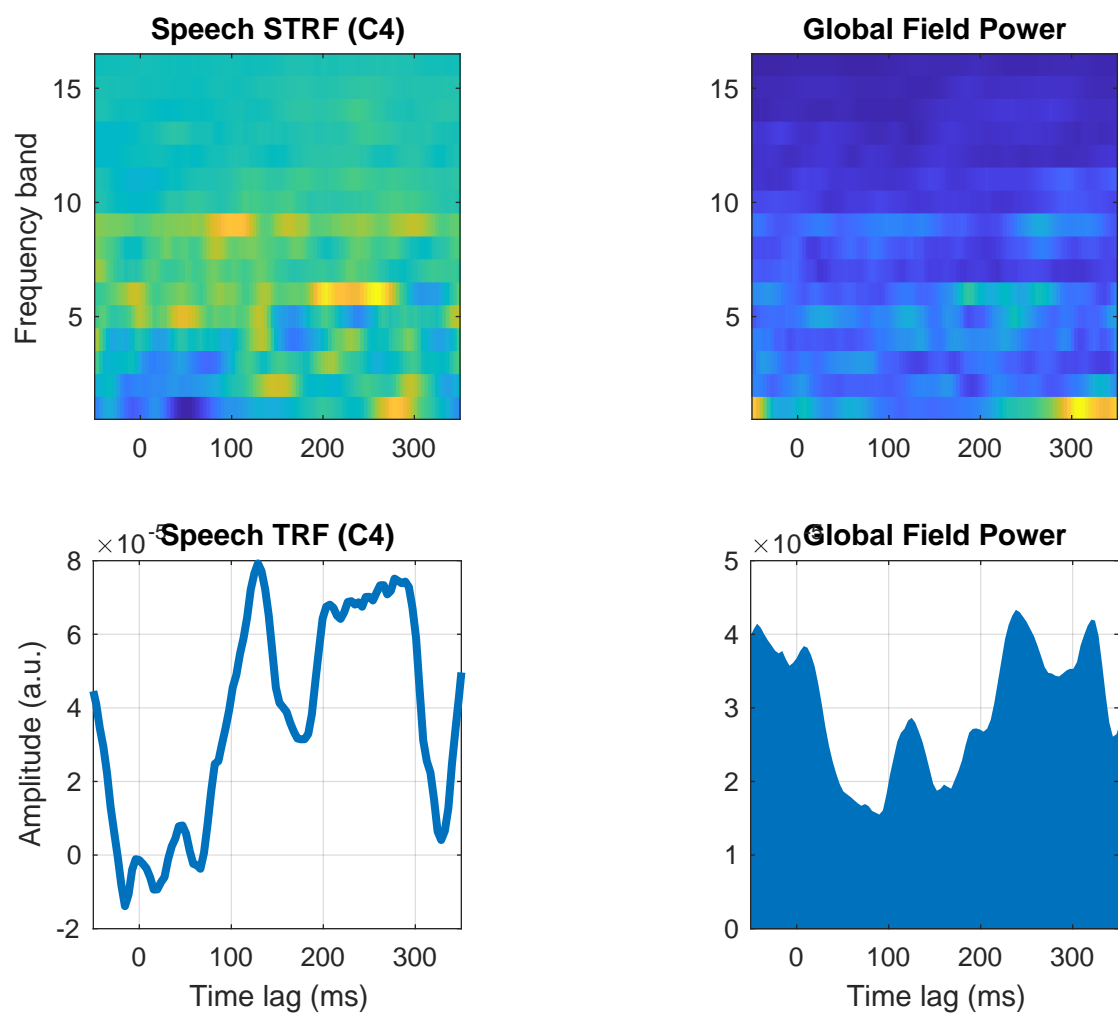 Speech STRF (C4)
Frequency band
15
10
5
0 100 200 300
Global Field Power
15
10
5
0 100 200 300
Speech TRF (C4)
×10^-5
Amplitude (a.u.)
8
6
4
2
0
-2
0 100 200 300
Time lag (ms)
Global Field Power
×10^-5
5
4
3
2
1
0
0 100 200 300
Time lag (ms)